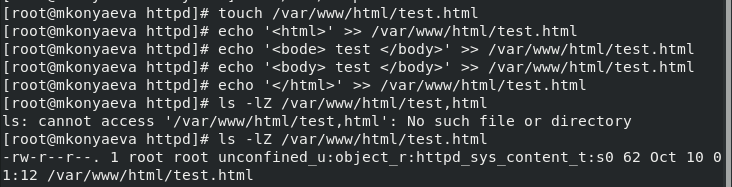 [root@mkonyaeva httpd]# touch /var/www/html/test.html
[root@mkonyaeva httpd]# echo '<html>' >> /var/www/html/test.html
[root@mkonyaeva httpd]# echo '<bode> test </body>' >> /var/www/html/test.html
[root@mkonyaeva httpd]# echo '<body> test </body>' >> /var/www/html/test.html
[root@mkonyaeva httpd]# echo '</html>' >> /var/www/html/test.html
[root@mkonyaeva httpd]# ls -lZ /var/www/html/test,html
ls: cannot access '/var/www/html/test,html': No such file or directory
[root@mkonyaeva httpd]# ls -lZ /var/www/html/test.html
-rw-r--r--. 1 root root unconfined_u:object_r:httpd_sys_content_t:s0 62 Oct 10 0
1:12 /var/www/html/test.html